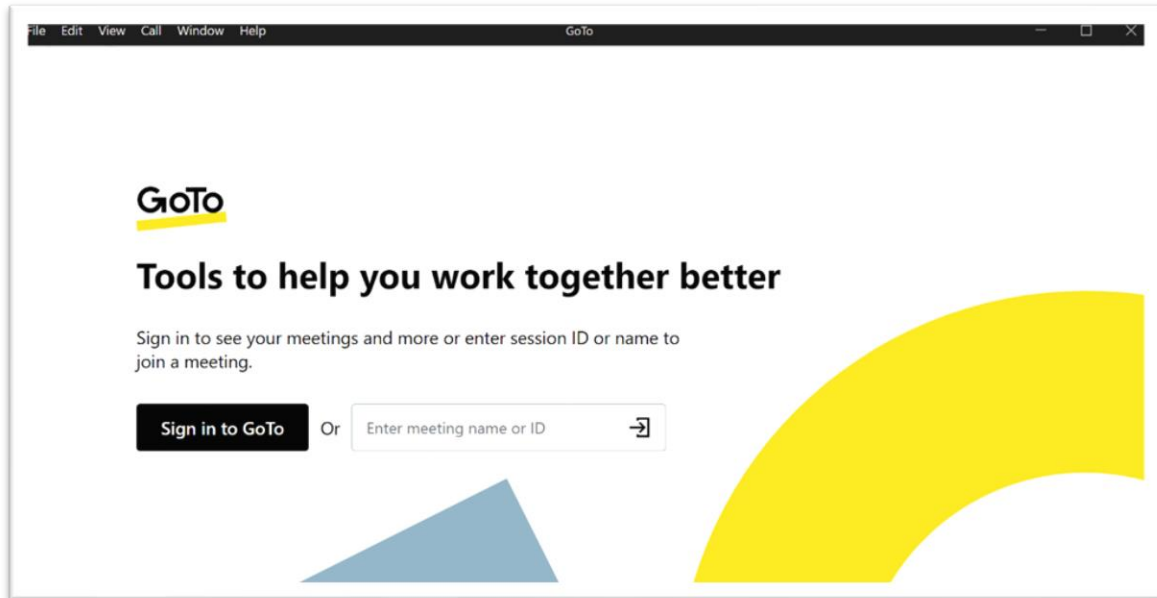 File Edit View Call Window Help GoTo
GoTo
Tools to help you work together better
Sign in to see your meetings and more or enter session ID or name to
join a meeting.
Sign in to GoTo Or Enter meeting name or ID